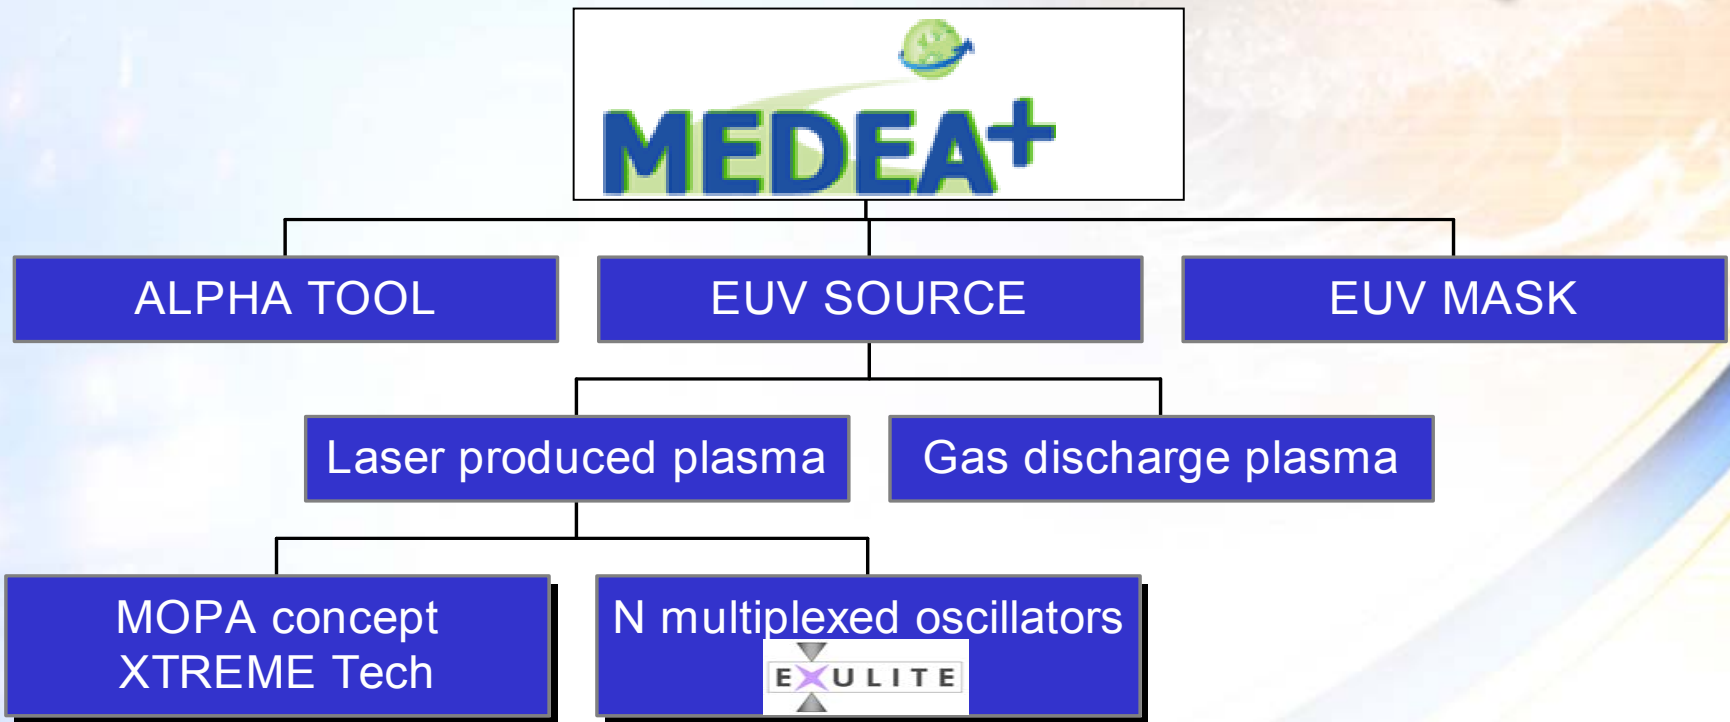 MEDEA+
ALPHA TOOL
EUV SOURCE
EUV MASK
Laser produced plasma
Gas discharge plasma
MOPA concept
XTREME Tech
N multiplexed oscillators
EXULITE